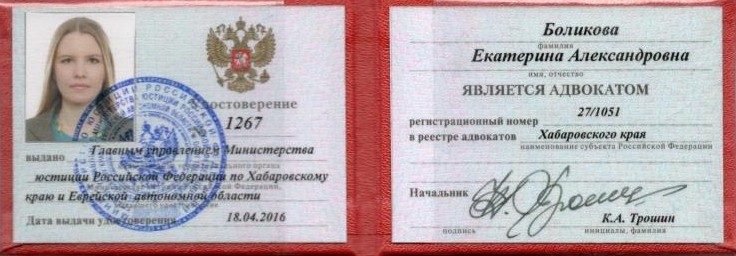 Удостоверение
1267
выдано Главным управлением Министерства
юстиции Российской Федерации по Хабаровскому
краю и Еврейской автономной области
Дата выдачи удостоверения 18.04.2016
Боликова
фамилия
Екатерина Александровна
имя, отчество
ЯВЛЯЕТСЯ АДВОКАТОМ
регистрационный номер 27/1051
в реестре адвокатов Хабаровского края
наименование субъекта Российской Федерации
Начальник
К.А. Трошин
подпись инициалы, фамилия